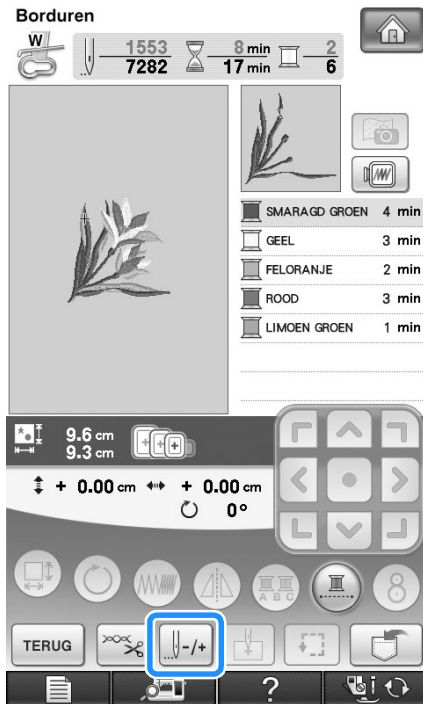 Borduren
W
1553 8 min 2
7282 17 min 6
SMARAGD GROEN 4 min
GEEL 3 min
FELORANJE 2 min
ROOD 3 min
LIMOEN GROEN 1 min
9.6 cm
9.3 cm
+ 0.00 cm + 0.00 cm
0°
A B C
TERUG -/+
?